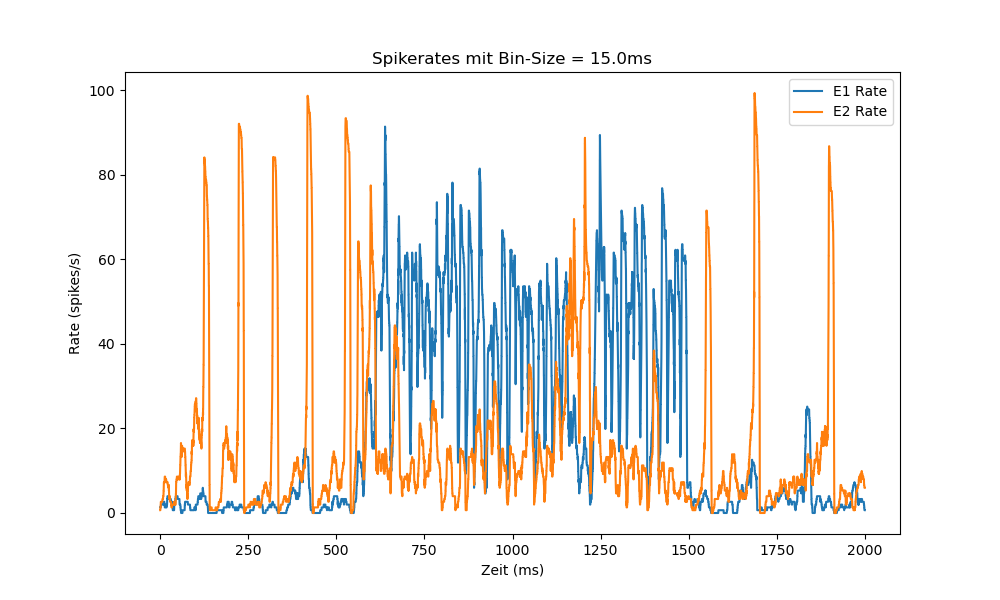 Spikerates mit Bin-Size = 15.0ms
E1 Rate
E2 Rate
100
80
60
40
20
0
Rate (spikes/s)
0 250 500 750 1000 1250 1500 1750 2000
Zeit (ms)